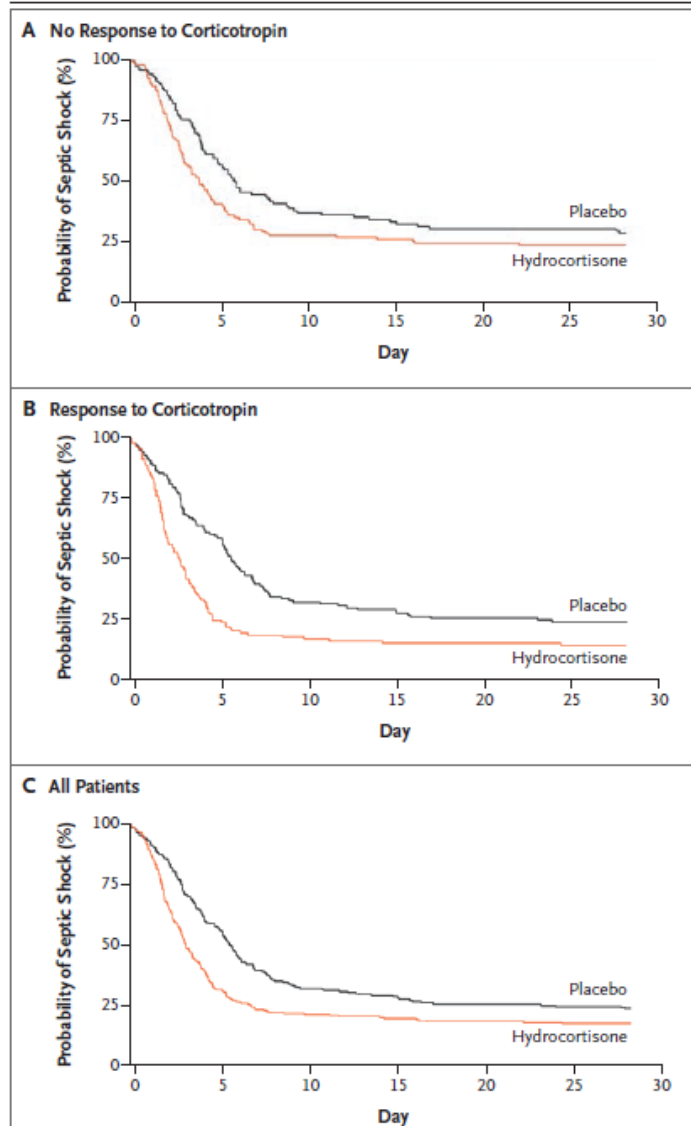 A No Response to Corticotropin
Probability of Septic Shock (%)
100
75
50
25
0
Placebo
Hydrocortisone
0 5 10 15 20 25 30
Day
B Response to Corticotropin
Probability of Septic Shock (%)
100
75
50
25
0
Placebo
Hydrocortisone
0 5 10 15 20 25 30
Day
C All Patients
Probability of Septic Shock (%)
100
75
50
25
0
Placebo
Hydrocortisone
0 5 10 15 20 25 30
Day